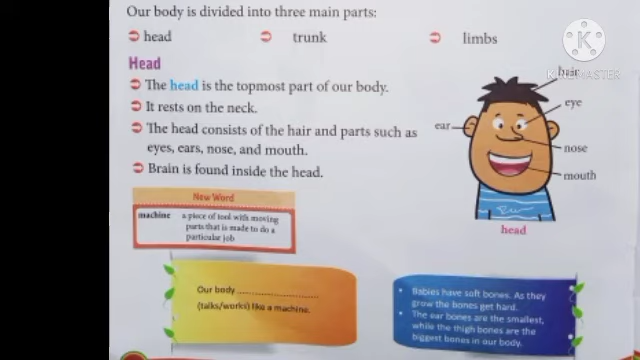 Our body is divided into three main parts:
head trunk limbs
Head
The head is the topmost part of our body.
It rests on the neck.
The head consists of the hair and parts such as
eyes, ears, nose, and mouth.
Brain is found inside the head.
hair
eye
ear
nose
mouth
head
New Word
machine a piece of tool with moving
parts that is made to do a
particular job
Our body ........................
(talks/works) like a machine.
Babies have soft bones. As they
grow the bones get hard.
The ear bones are the smallest,
while the thigh bones are the
biggest bones in our body.
KINEMASTER